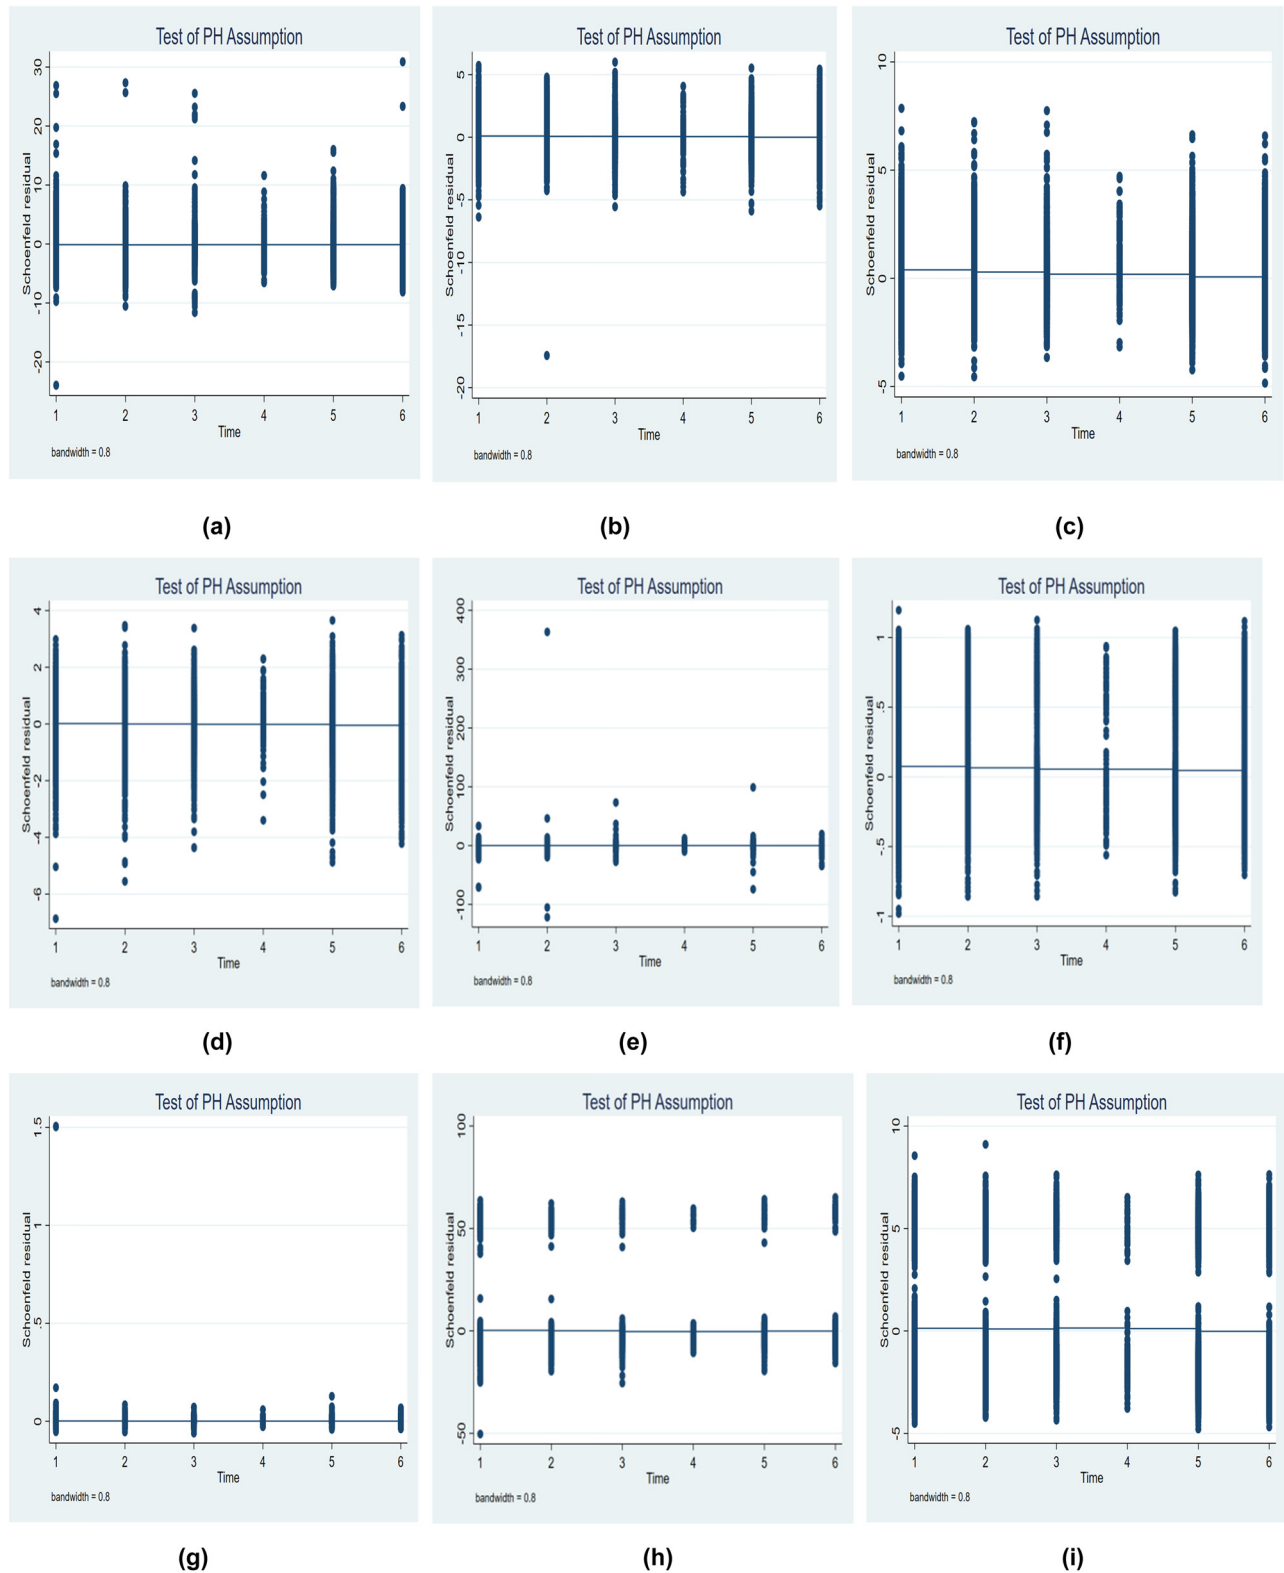 Test of PH Assumption
Schoenfeld residual
30
20
10
0
-10
-20
1 2 3 4 5 6
Time
bandwidth = 0.8
(a)
Test of PH Assumption
Schoenfeld residual
5
0
-5
-10
-15
-20
1 2 3 4 5 6
Time
bandwidth = 0.8
(b)
Test of PH Assumption
Schoenfeld residual
10
5
0
-5
1 2 3 4 5 6
Time
bandwidth = 0.8
(c)
Test of PH Assumption
Schoenfeld residual
4
2
0
-2
-4
-6
1 2 3 4 5 6
Time
bandwidth = 0.8
(d)
Test of PH Assumption
Schoenfeld residual
400
300
200
100
0
-100
1 2 3 4 5 6
Time
bandwidth = 0.8
(e)
Test of PH Assumption
Schoenfeld residual
1
.5
0
-.5
-1
1 2 3 4 5 6
Time
bandwidth = 0.8
(f)
Test of PH Assumption
Schoenfeld residual
1.5
1
.5
0
1 2 3 4 5 6
Time
bandwidth = 0.8
(g)
Test of PH Assumption
Schoenfeld residual
100
50
0
-50
1 2 3 4 5 6
Time
bandwidth = 0.8
(h)
Test of PH Assumption
Schoenfeld residual
10
5
0
-5
1 2 3 4 5 6
Time
bandwidth = 0.8
(i)